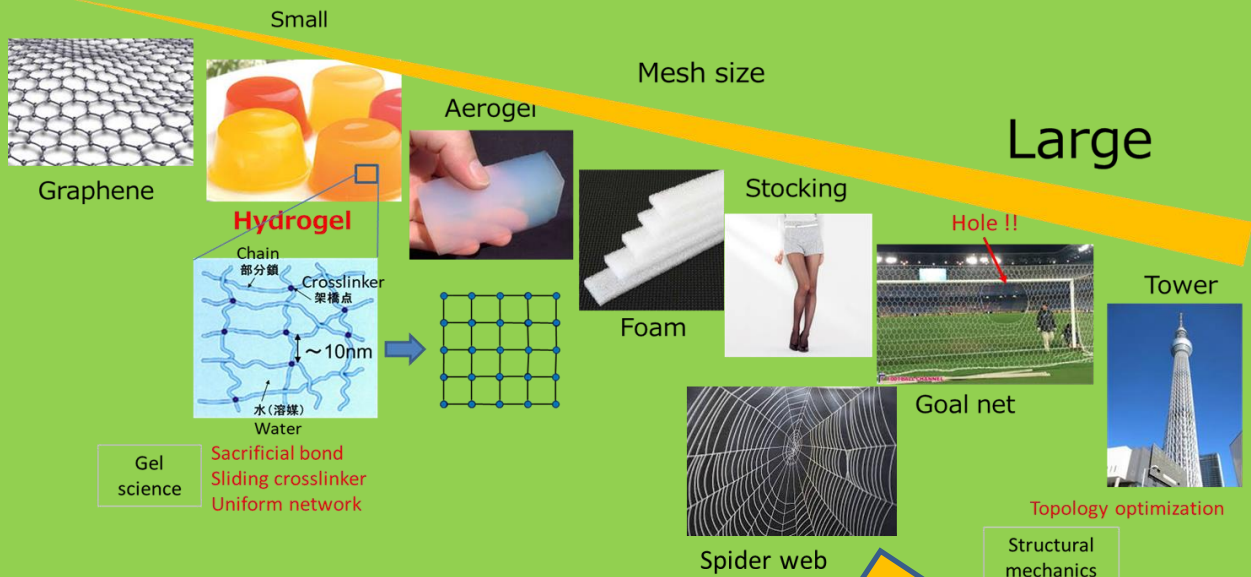 Small
Mesh size
Large
Graphene
Hydrogel
Aerogel
Foam
Stocking
Hole !!
Goal net
Tower
Chain
部分鎖
Crosslinker
架橋点
～10nm
水(溶媒)
Water
Gel
science
Sacrificial bond
Sliding crosslinker
Uniform network
Spider web
Topology optimization
Structural
mechanics